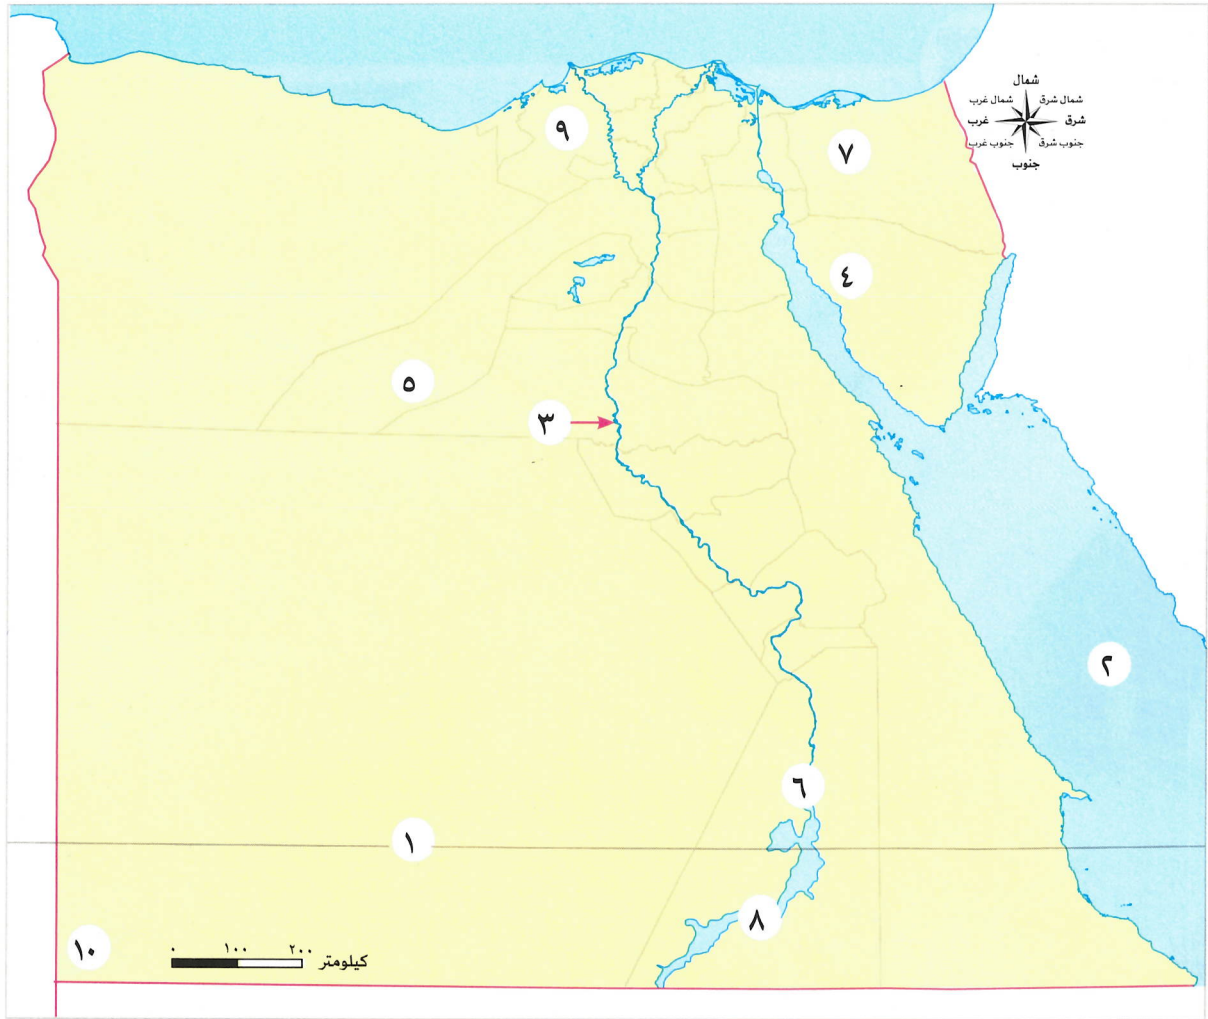 شمال
شمال غرب شمال شرق
غرب شرق
جنوب غرب جنوب شرق
جنوب
٩
٧
٤
٥
٣
٢
٦
١
٨
١٠
٠ ١٠٠ ٢٠٠ كيلومتر